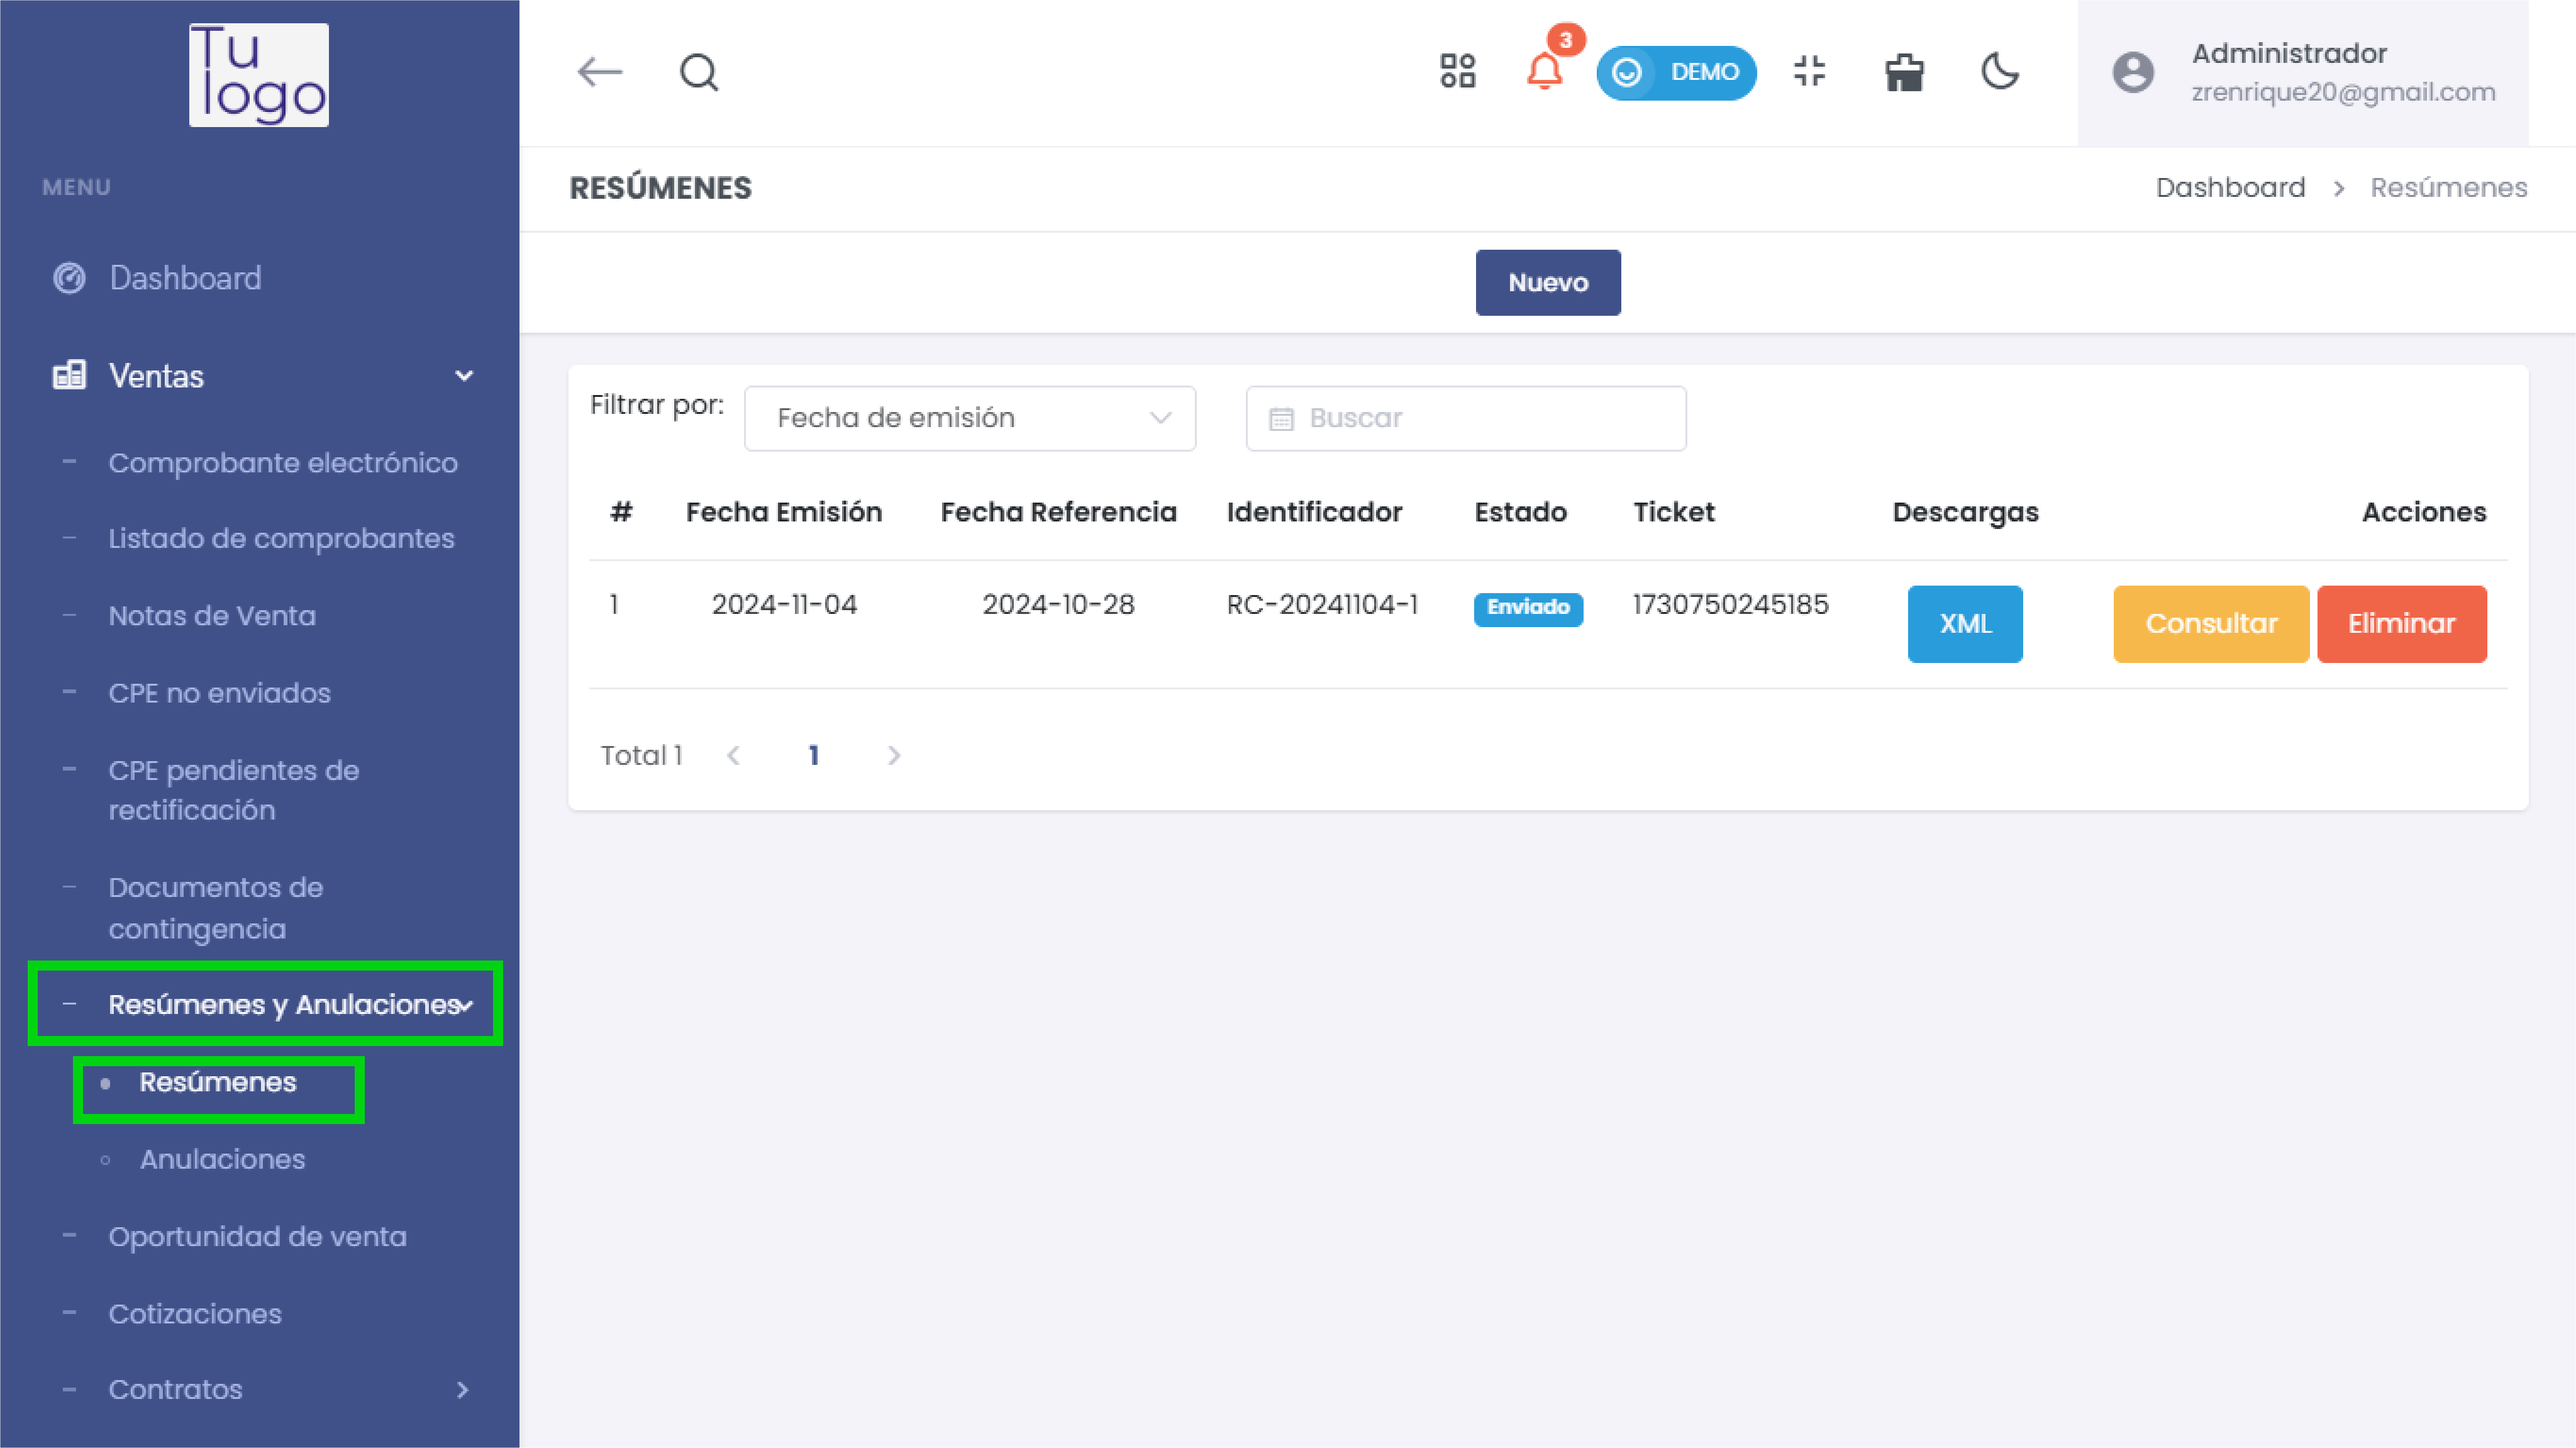 Tu
logo
MENU
Dashboard
Ventas
Comprobante electrónico
Listado de comprobantes
Notas de Venta
CPE no enviados
CPE pendientes de
rectificación
Documentos de
contingencia
Resúmenes y Anulaciones
Resúmenes
Anulaciones
Oportunidad de venta
Cotizaciones
Contratos
3
DEMO
Administrador
zrenrique20@gmail.com
RESÚMENES
Dashboard > Resúmenes
Nuevo
Filtrar por: Fecha de emisión Buscar
# Fecha Emisión Fecha Referencia Identificador Estado Ticket Descargas Acciones
1 2024-11-04 2024-10-28 RC-20241104-1 Enviado 1730750245185 XML Consultar Eliminar
Total 1 < 1 >